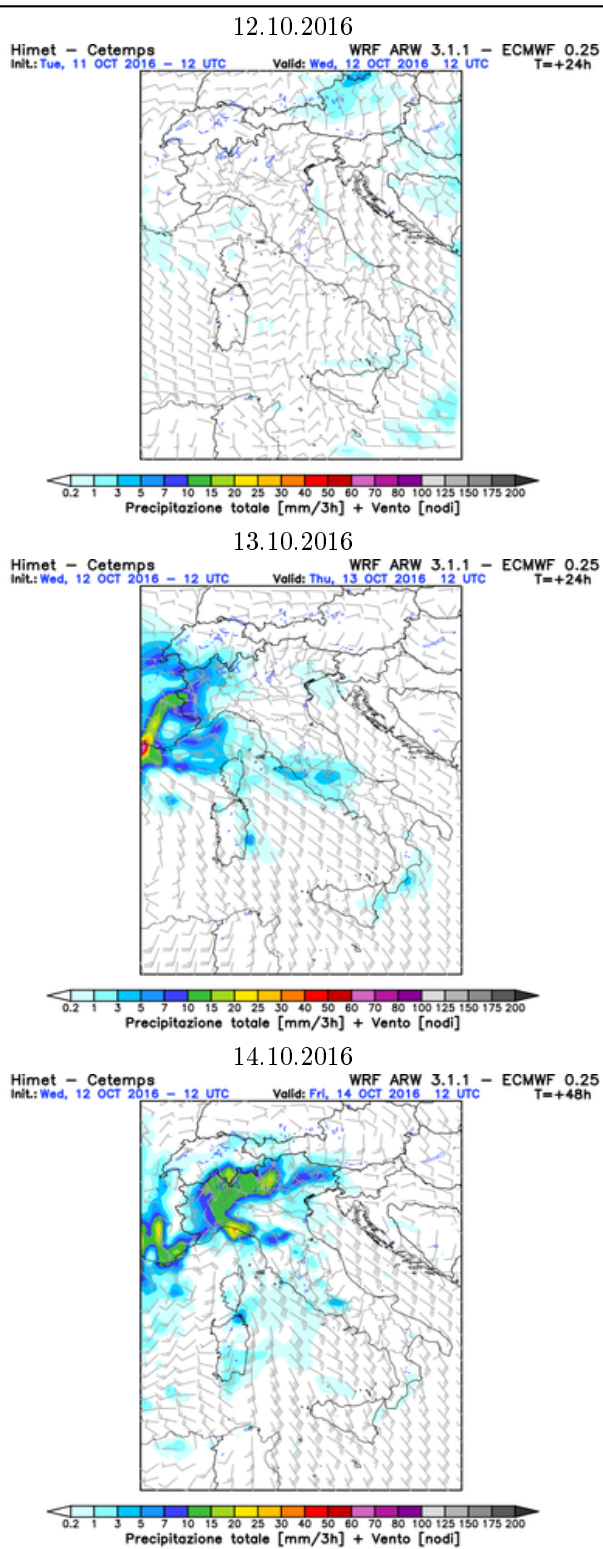 12.10.2016
Himet – Cetemps WRF ARW 3.1.1 – ECMWF 0.25
Init.: Tue, 11 OCT 2016 – 12 UTC Valid: Wed, 12 OCT 2016 12 UTC T=+24h
0.2 1 3 5 7 10 15 20 25 30 40 50 60 70 80 100 125 150 175 200
Precipitazione totale [mm/3h] + Vento [nodi]
13.10.2016
Himet – Cetemps WRF ARW 3.1.1 – ECMWF 0.25
Init.: Wed, 12 OCT 2016 – 12 UTC Valid: Thu, 13 OCT 2016 12 UTC T=+24h
0.2 1 3 5 7 10 15 20 25 30 40 50 60 70 80 100 125 150 175 200
Precipitazione totale [mm/3h] + Vento [nodi]
14.10.2016
Himet – Cetemps WRF ARW 3.1.1 – ECMWF 0.25
Init.: Wed, 12 OCT 2016 – 12 UTC Valid: Fri, 14 OCT 2016 12 UTC T=+48h
0.2 1 3 5 7 10 15 20 25 30 40 50 60 70 80 100 125 150 175 200
Precipitazione totale [mm/3h] + Vento [nodi]